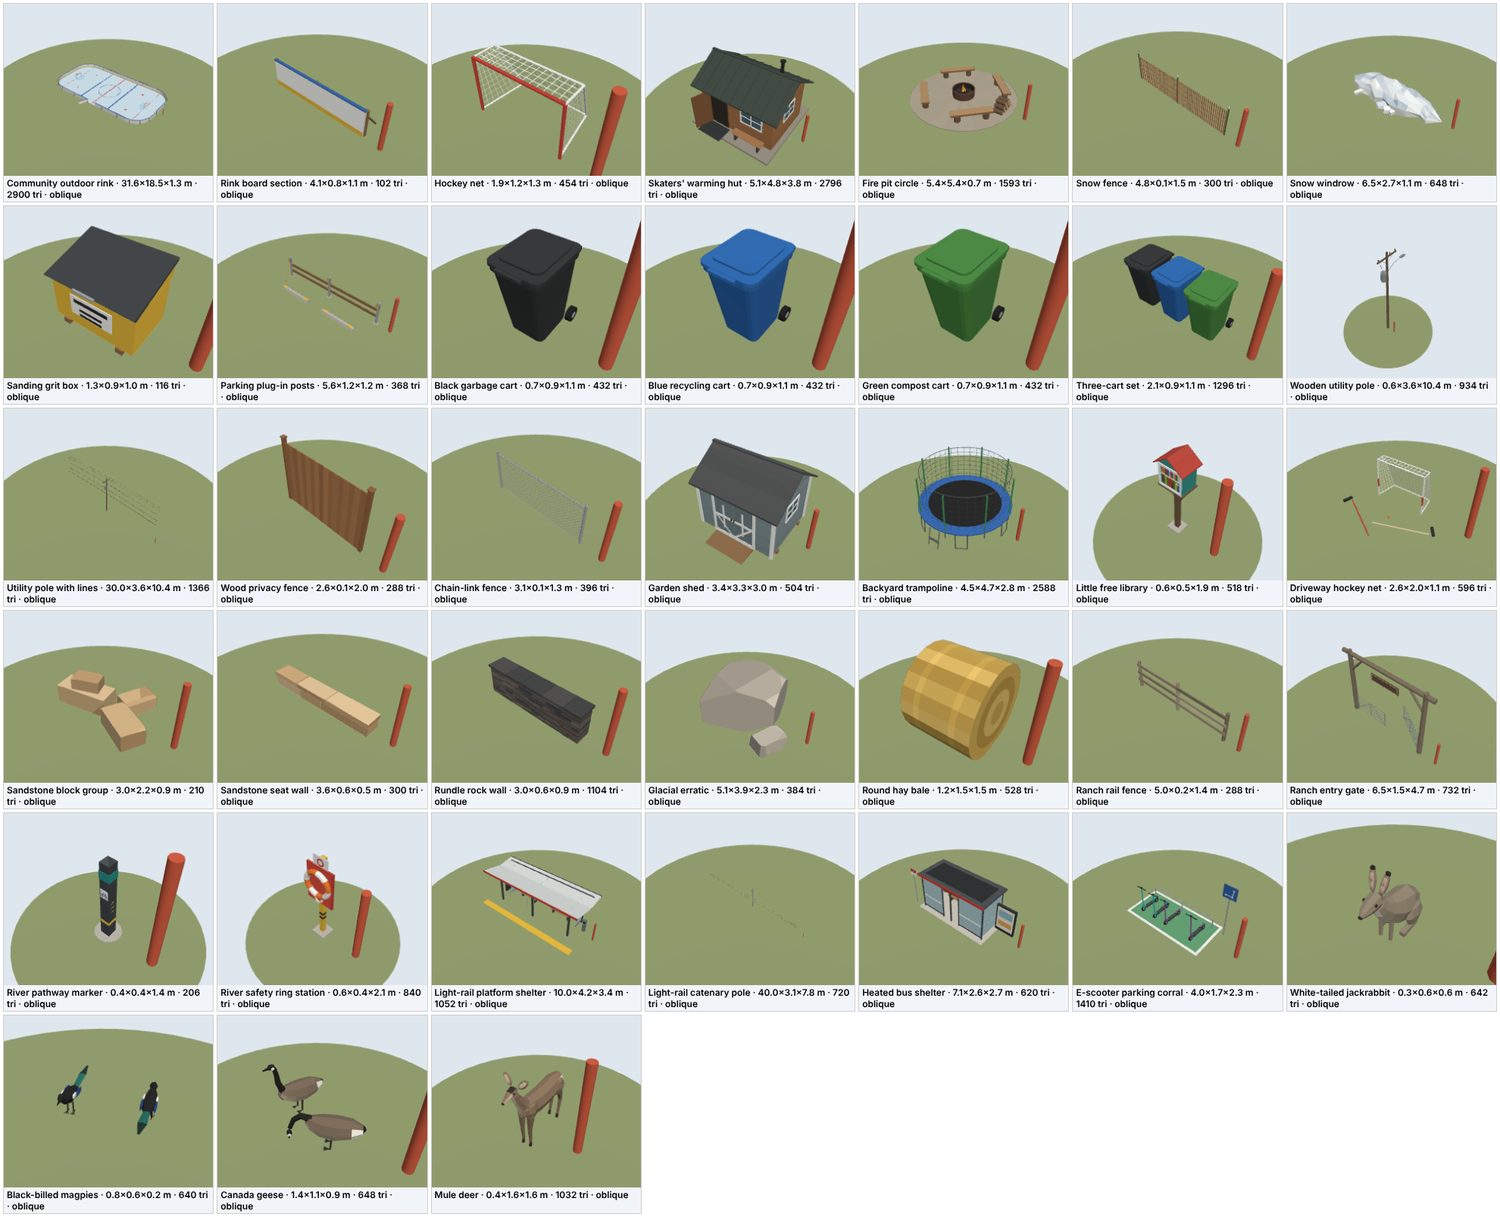 Community outdoor rink · 31.6×18.5×1.3 m ·
2900 tri · oblique
Rink board section · 4.1×0.8×1.1 m · 102 tri ·
oblique
Hockey net · 1.9×1.2×1.3 m · 454 tri · oblique
Skaters' warming hut · 5.1×4.8×3.8 m · 2796
tri · oblique
Fire pit circle · 5.4×5.4×0.7 m · 1593 tri ·
oblique
Snow fence · 4.8×0.1×1.5 m · 300 tri · oblique
Snow windrow · 6.5×2.7×1.1 m · 648 tri ·
oblique
Sanding grit box · 1.3×0.9×1.0 m · 116 tri ·
oblique
Parking plug-in posts · 5.6×1.2×1.2 m · 368 tri
· oblique
Black garbage cart · 0.7×0.9×1.1 m · 432 tri ·
oblique
Blue recycling cart · 0.7×0.9×1.1 m · 432 tri ·
oblique
Green compost cart · 0.7×0.9×1.1 m · 432 tri ·
oblique
Three-cart set · 2.1×0.9×1.1 m · 1296 tri ·
oblique
Wooden utility pole · 0.6×3.6×10.4 m · 934 tri
· oblique
Utility pole with lines · 30.0×3.6×10.4 m · 1366
tri · oblique
Wood privacy fence · 2.6×0.1×2.0 m · 288 tri ·
oblique
Chain-link fence · 3.1×0.1×1.3 m · 396 tri ·
oblique
Garden shed · 3.4×3.3×3.0 m · 504 tri ·
oblique
Backyard trampoline · 4.5×4.7×2.8 m · 2588
tri · oblique
Little free library · 0.6×0.5×1.9 m · 518 tri ·
oblique
Driveway hockey net · 2.6×2.0×1.1 m · 596 tri ·
oblique
Sandstone block group · 3.0×2.2×0.9 m · 210
tri · oblique
Sandstone seat wall · 3.6×0.6×0.5 m · 300 tri ·
oblique
Rundle rock wall · 3.0×0.6×0.9 m · 1104 tri ·
oblique
Glacial erratic · 5.1×3.9×2.3 m · 384 tri ·
oblique
Round hay bale · 1.2×1.5×1.5 m · 528 tri ·
oblique
Ranch rail fence · 5.0×0.2×1.4 m · 288 tri ·
oblique
Ranch entry gate · 6.5×1.5×4.7 m · 732 tri ·
oblique
River pathway marker · 0.4×0.4×1.4 m · 206
tri · oblique
River safety ring station · 0.6×0.4×2.1 m · 840
tri · oblique
Light-rail platform shelter · 10.0×4.2×3.4 m ·
1052 tri · oblique
Light-rail catenary pole · 40.0×3.1×7.8 m · 720
tri · oblique
Heated bus shelter · 7.1×2.6×2.7 m · 620 tri ·
oblique
E-scooter parking corral · 4.0×1.7×2.3 m ·
1410 tri · oblique
White-tailed jackrabbit · 0.3×0.6×0.6 m · 642
tri · oblique
Black-billed magpies · 0.8×0.6×0.2 m · 640 tri
· oblique
Canada geese · 1.4×1.1×0.9 m · 648 tri ·
oblique
Mule deer · 0.4×1.6×1.6 m · 1032 tri · oblique